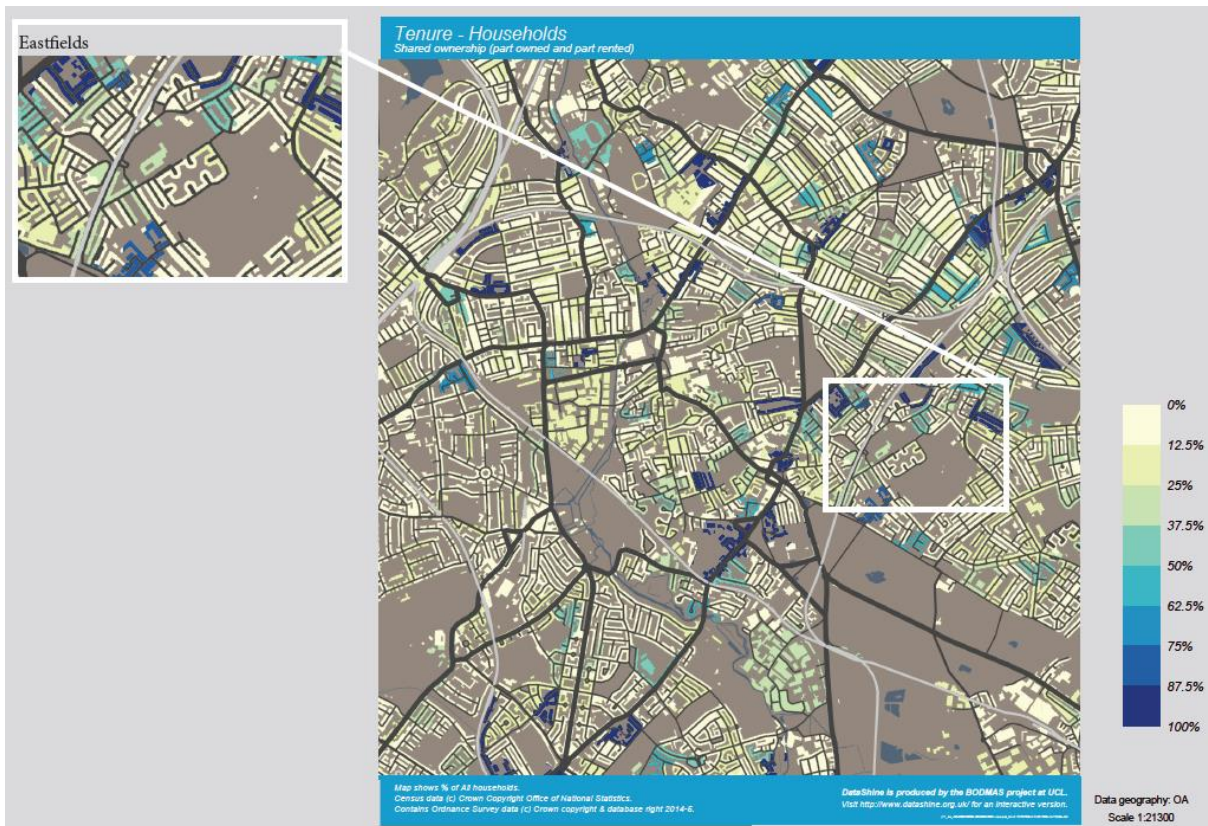 Eastfields
Tenure - Households
Shared ownership (part owned and part rented)
0%
12.5%
25%
37.5%
50%
62.5%
75%
87.5%
100%
Map shows % of All households.
Census data (c) Crown Copyright Office of National Statistics.
Contains Ordnance Survey data (c) Crown copyright & database right 2014-6.
DataShine is produced by the BODMAS project at UCL.
Visit http://www.datashine.org.uk/ for an interactive version.
Data geography: OA
Scale 1:21300